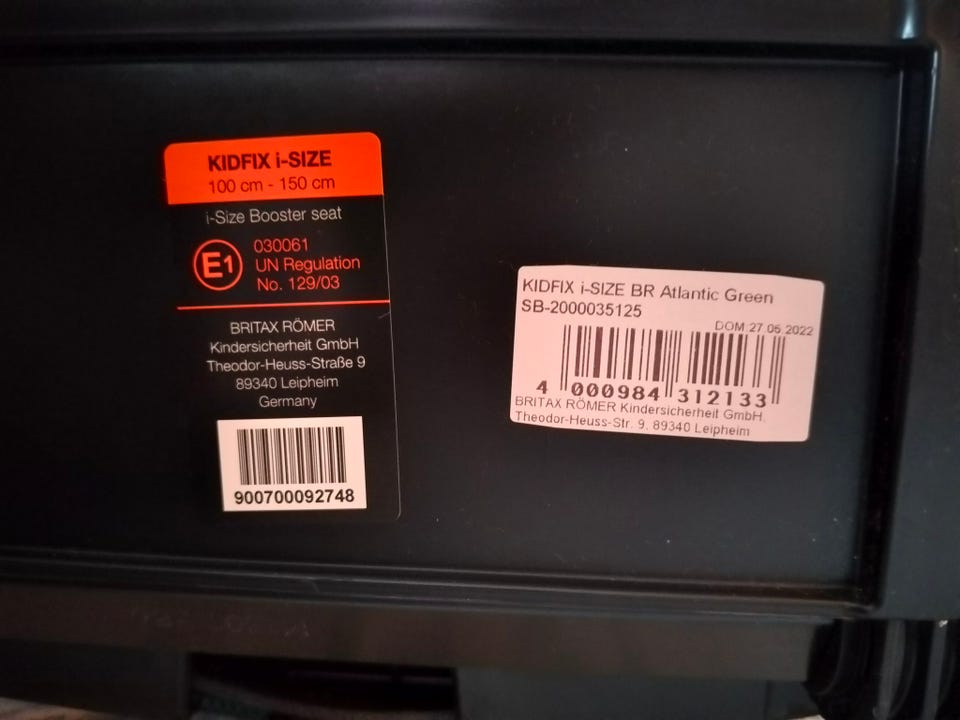 KIDFIX i-SIZE
100 cm - 150 cm
i-Size Booster seat
E1
030061
UN Regulation
No. 129/03
BRITAX RÖMER
Kindersicherheit GmbH
Theodor-Heuss-Straße 9
89340 Leipheim
Germany
900700092748
KIDFIX i-SIZE BR Atlantic Green
SB-2000035125
DOM:27.06.2022
4 000984 312133
BRITAX RÖMER Kindersicherheit GmbH,
Theodor-Heuss-Str. 9, 89340 Leipheim